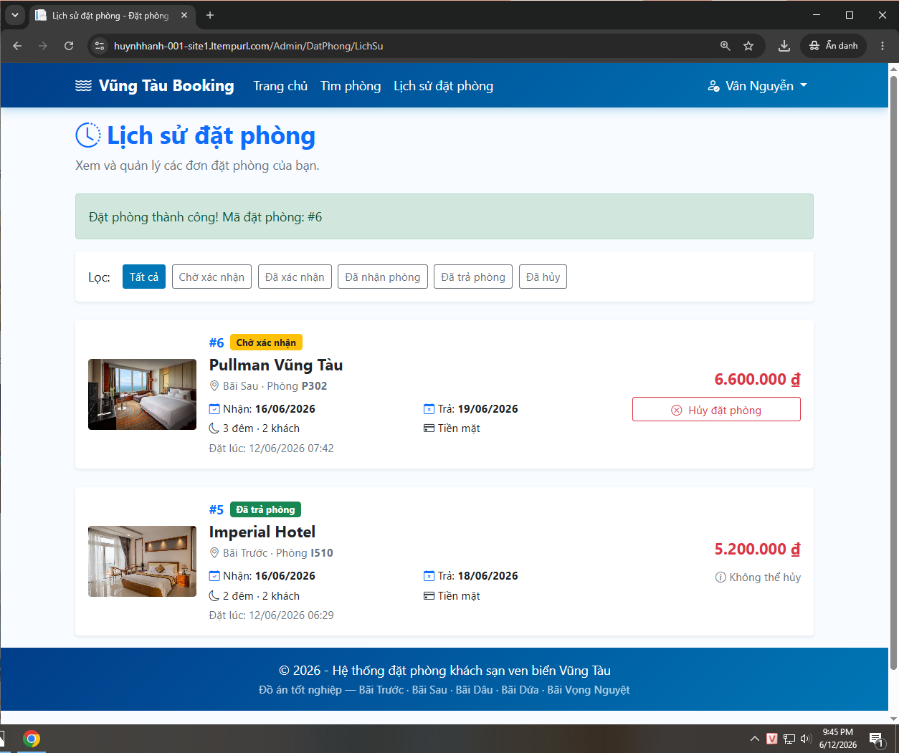 Lịch sử đặt phòng - Đặt phòng
huynhhanh-001-site1.ltempurl.com/Admin/DatPhong/LichSu
Ẩn danh
Vũng Tàu Booking
Trang chủ
Tìm phòng
Lịch sử đặt phòng
Vân Nguyễn
Lịch sử đặt phòng
Xem và quản lý các đơn đặt phòng của bạn.
Đặt phòng thành công! Mã đặt phòng: #6
Lọc:
Tất cả
Chờ xác nhận
Đã xác nhận
Đã nhận phòng
Đã trả phòng
Đã hủy
#6 Chờ xác nhận
Pullman Vũng Tàu
Bãi Sau · Phòng P302
Nhận: 16/06/2026
Trả: 19/06/2026
3 đêm · 2 khách
Tiền mặt
Đặt lúc: 12/06/2026 07:42
6.600.000 ₫
Hủy đặt phòng
#5 Đã trả phòng
Imperial Hotel
Bãi Trước · Phòng I510
Nhận: 16/06/2026
Trả: 18/06/2026
2 đêm · 2 khách
Tiền mặt
Đặt lúc: 12/06/2026 06:29
5.200.000 ₫
Không thể hủy
© 2026 - Hệ thống đặt phòng khách sạn ven biển Vũng Tàu
Đồ án tốt nghiệp — Bãi Trước · Bãi Sau · Bãi Dâu · Bãi Dứa · Bãi Vọng Nguyệt
V
9:45 PM
6/12/2026
1